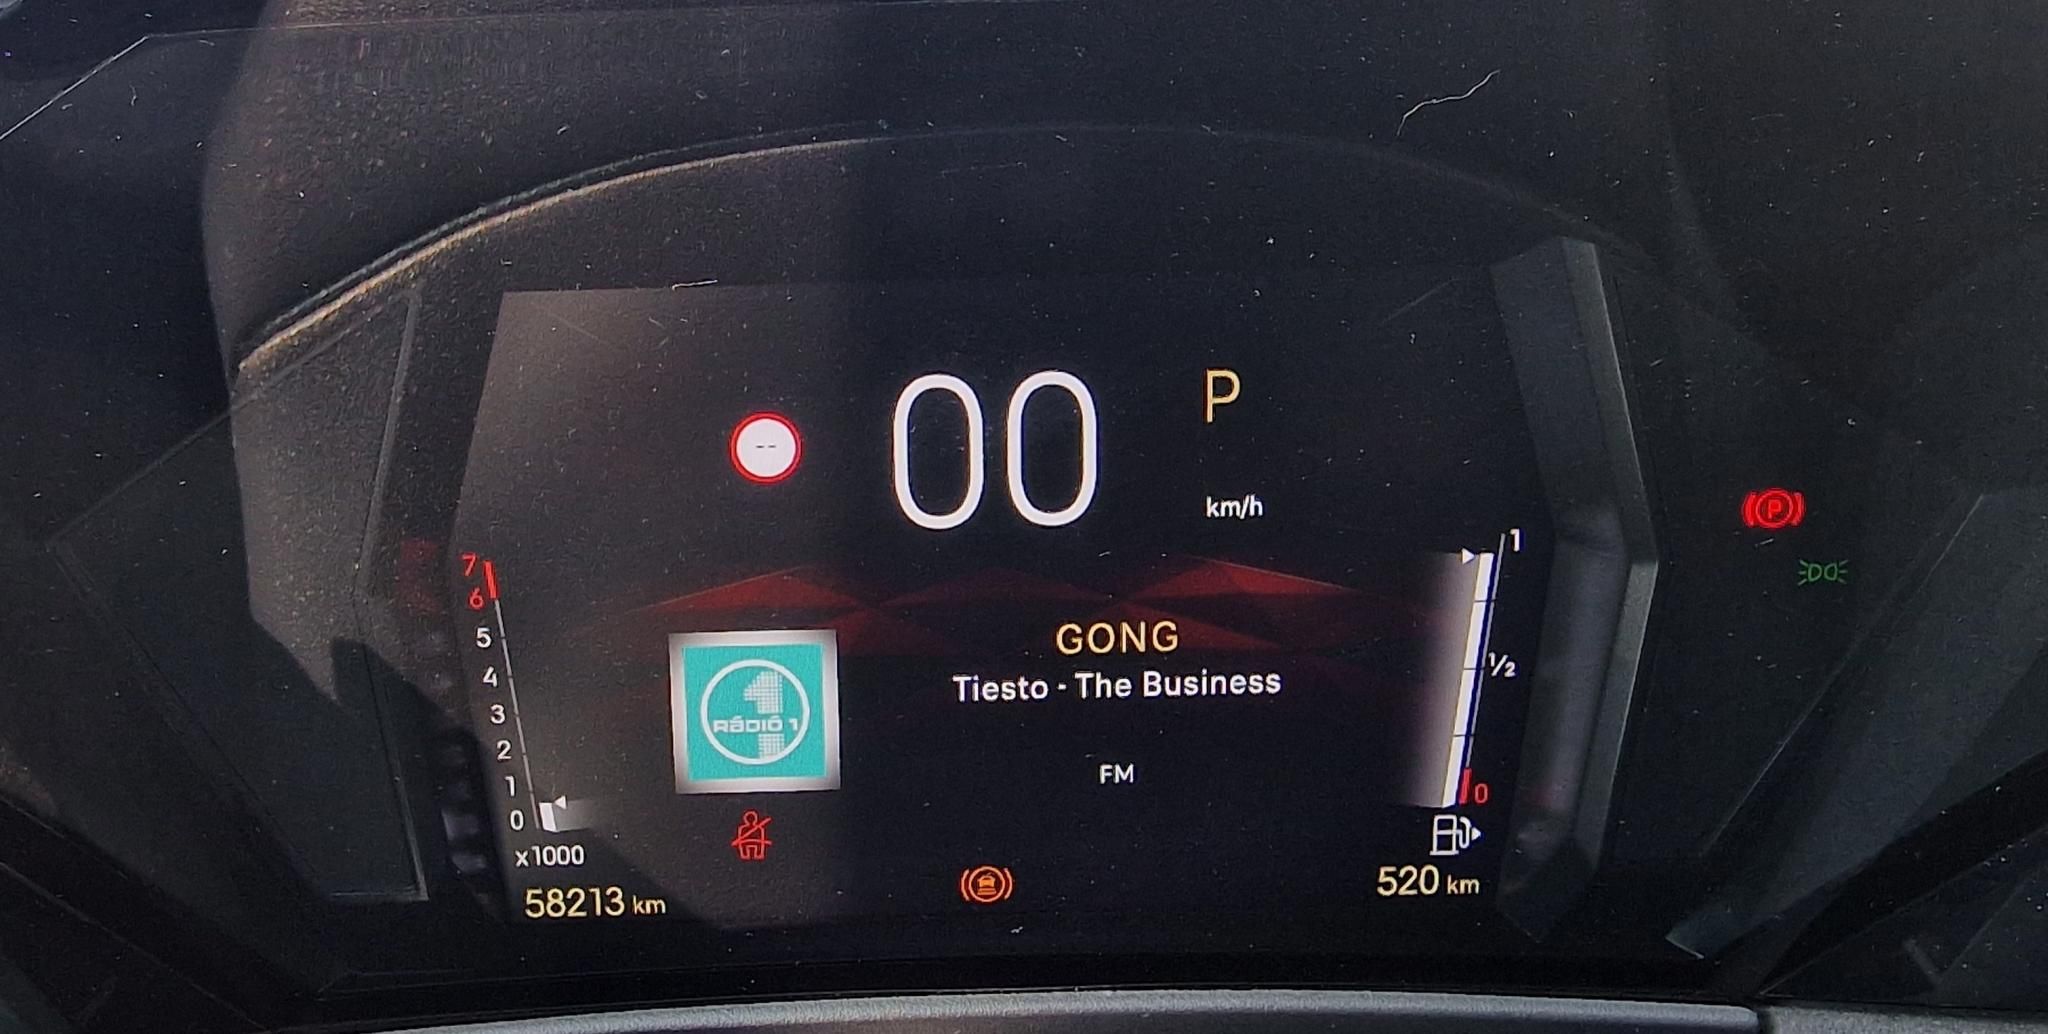 00
P
km/h
--
7
6
5
4
3
2
1
0
x1000
1
RÁDIÓ 1
GONG
Tiesto - The Business
FM
1
1/2
0
58213 km
520 km
P